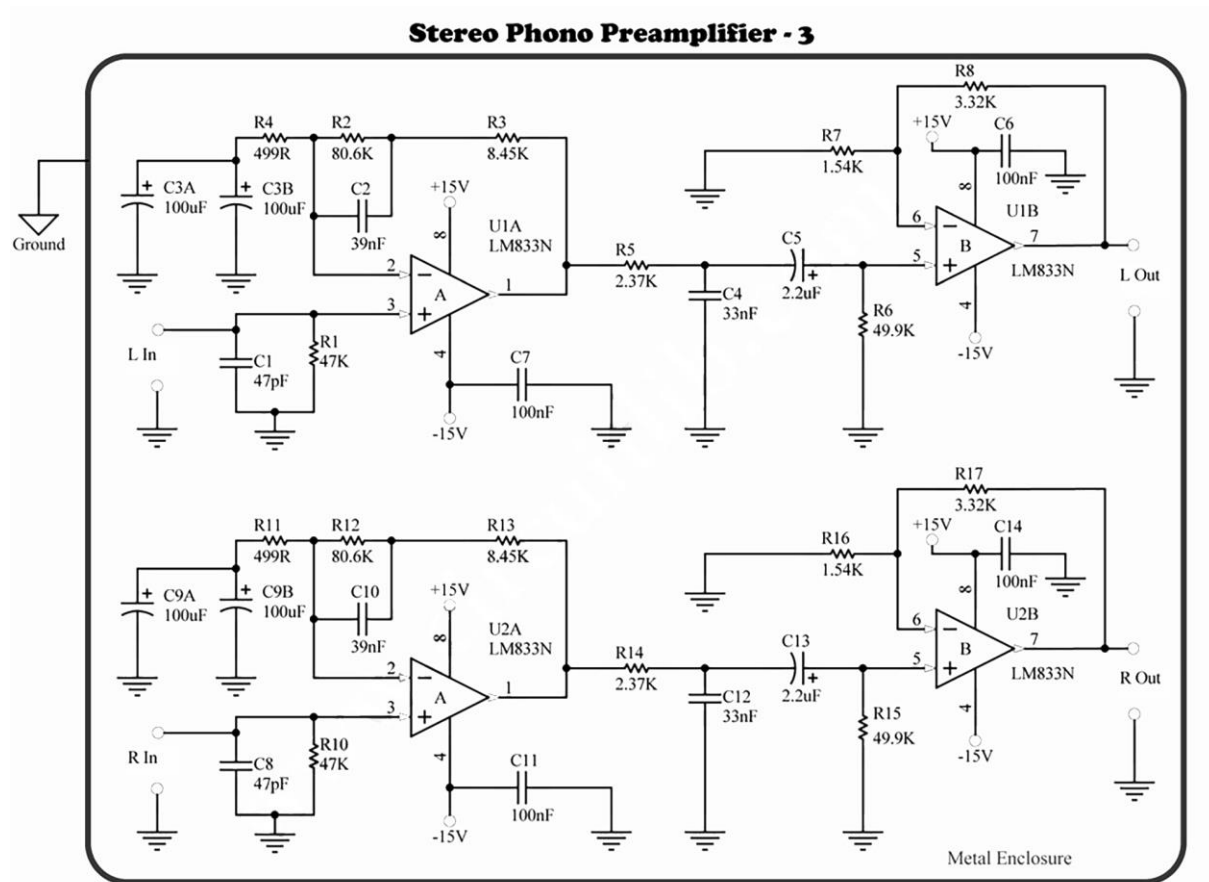 Stereo Phono Preamplifier - 3
R8
3.32K
R4
499R
R2
80.6K
R3
8.45K
R7
1.54K
+15V
C6
100nF
C3A
100uF
C3B
100uF
C2
39nF
+15V
8
U1A
LM833N
8
U1B
6
B
7
5
LM833N
L Out
Ground
2
A
1
3
R5
2.37K
C5
2.2uF
C4
33nF
R6
49.9K
4
-15V
L In
C1
47pF
R1
47K
4
C7
100nF
-15V
R17
3.32K
R11
499R
R12
80.6K
R13
8.45K
R16
1.54K
+15V
C14
100nF
C9A
100uF
C9B
100uF
C10
39nF
+15V
8
U2A
LM833N
8
U2B
6
B
7
5
LM833N
R Out
2
A
1
3
R14
2.37K
C13
2.2uF
C12
33nF
R15
49.9K
4
-15V
R In
C8
47pF
R10
47K
4
C11
100nF
-15V
Metal Enclosure